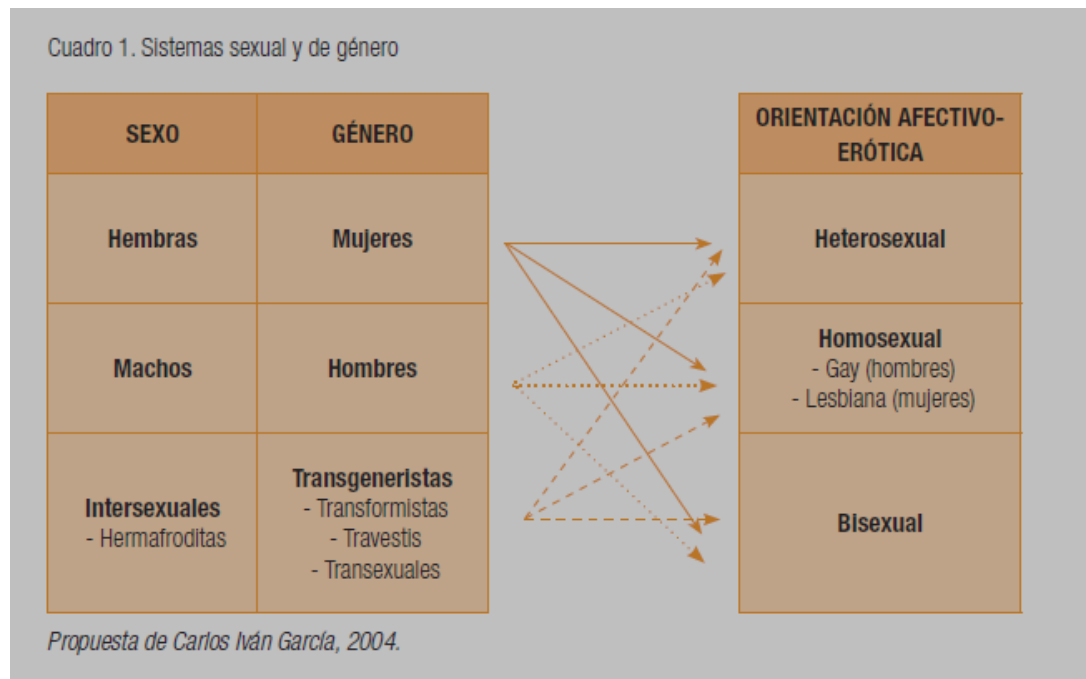 Cuadro 1. Sistemas sexual y de género
SEXO
GÉNERO
ORIENTACIÓN AFECTIVO-
ERÓTICA
Hembras
Mujeres
Heterosexual
Machos
Hombres
Homosexual
- Gay (hombres)
- Lesbiana (mujeres)
Intersexuales
- Hermafroditas
Transgeneristas
- Transformistas
- Travestis
- Transexuales
Bisexual
Propuesta de Carlos Iván García, 2004.